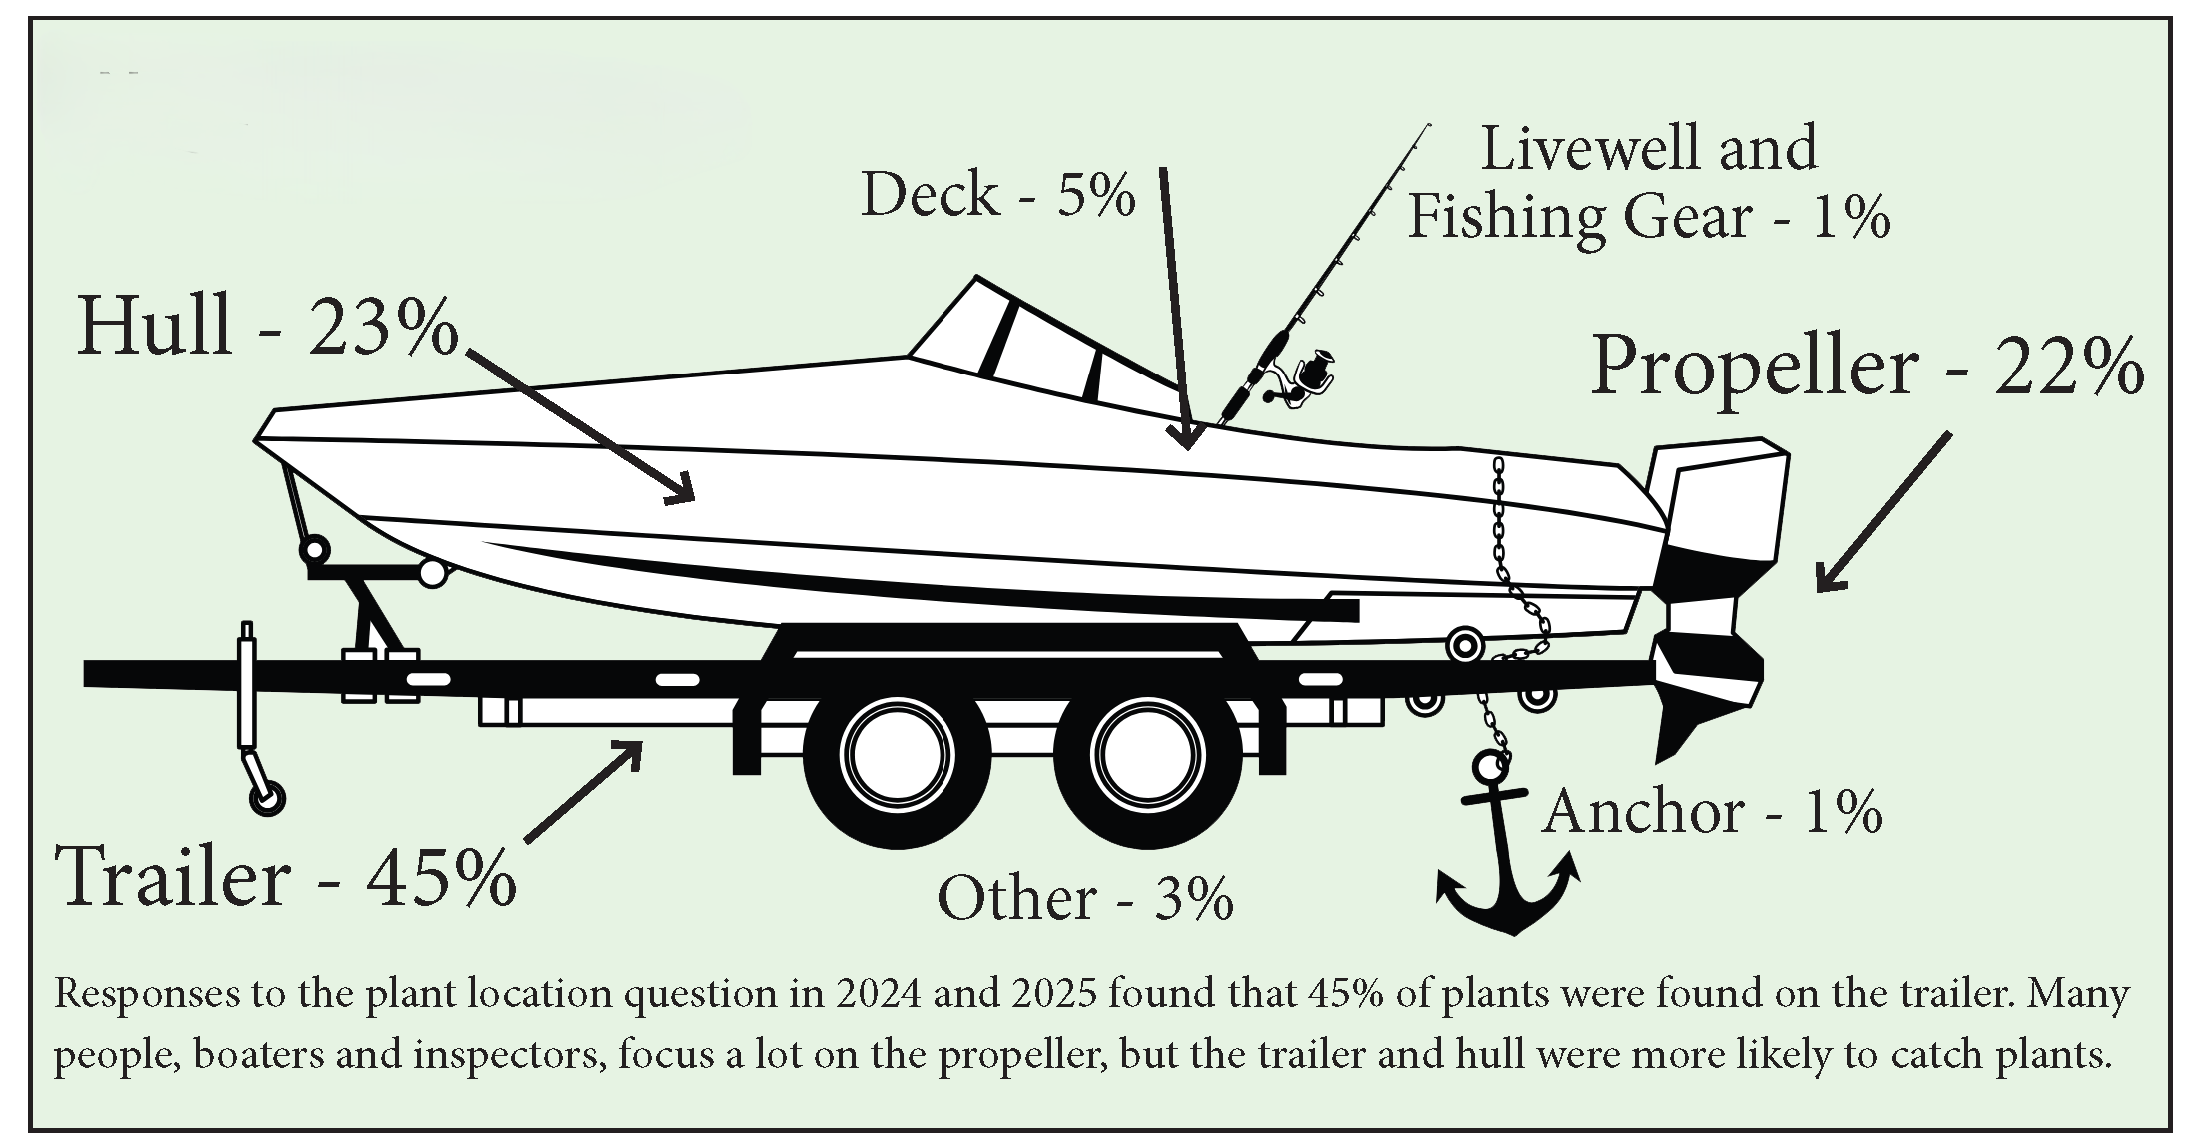 Livewell and
Fishing Gear - 1%
Deck - 5%
Hull - 23%
Propeller - 22%
Anchor - 1%
Trailer - 45%
Other - 3%
Responses to the plant location question in 2024 and 2025 found that 45% of plants were found on the trailer. Many
people, boaters and inspectors, focus a lot on the propeller, but the trailer and hull were more likely to catch plants.